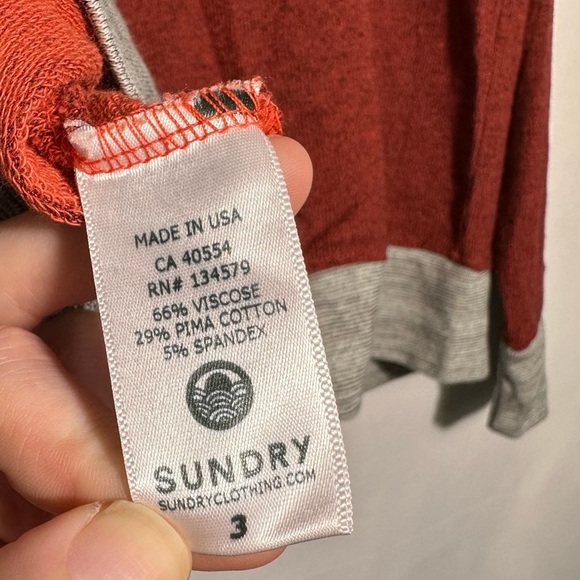 MADE IN USA
CA 40554
RN# 134579
66% VISCOSE
29% PIMA COTTON
5% SPANDEX
SUNDRY
SUNDRYCLOTHING.COM
3